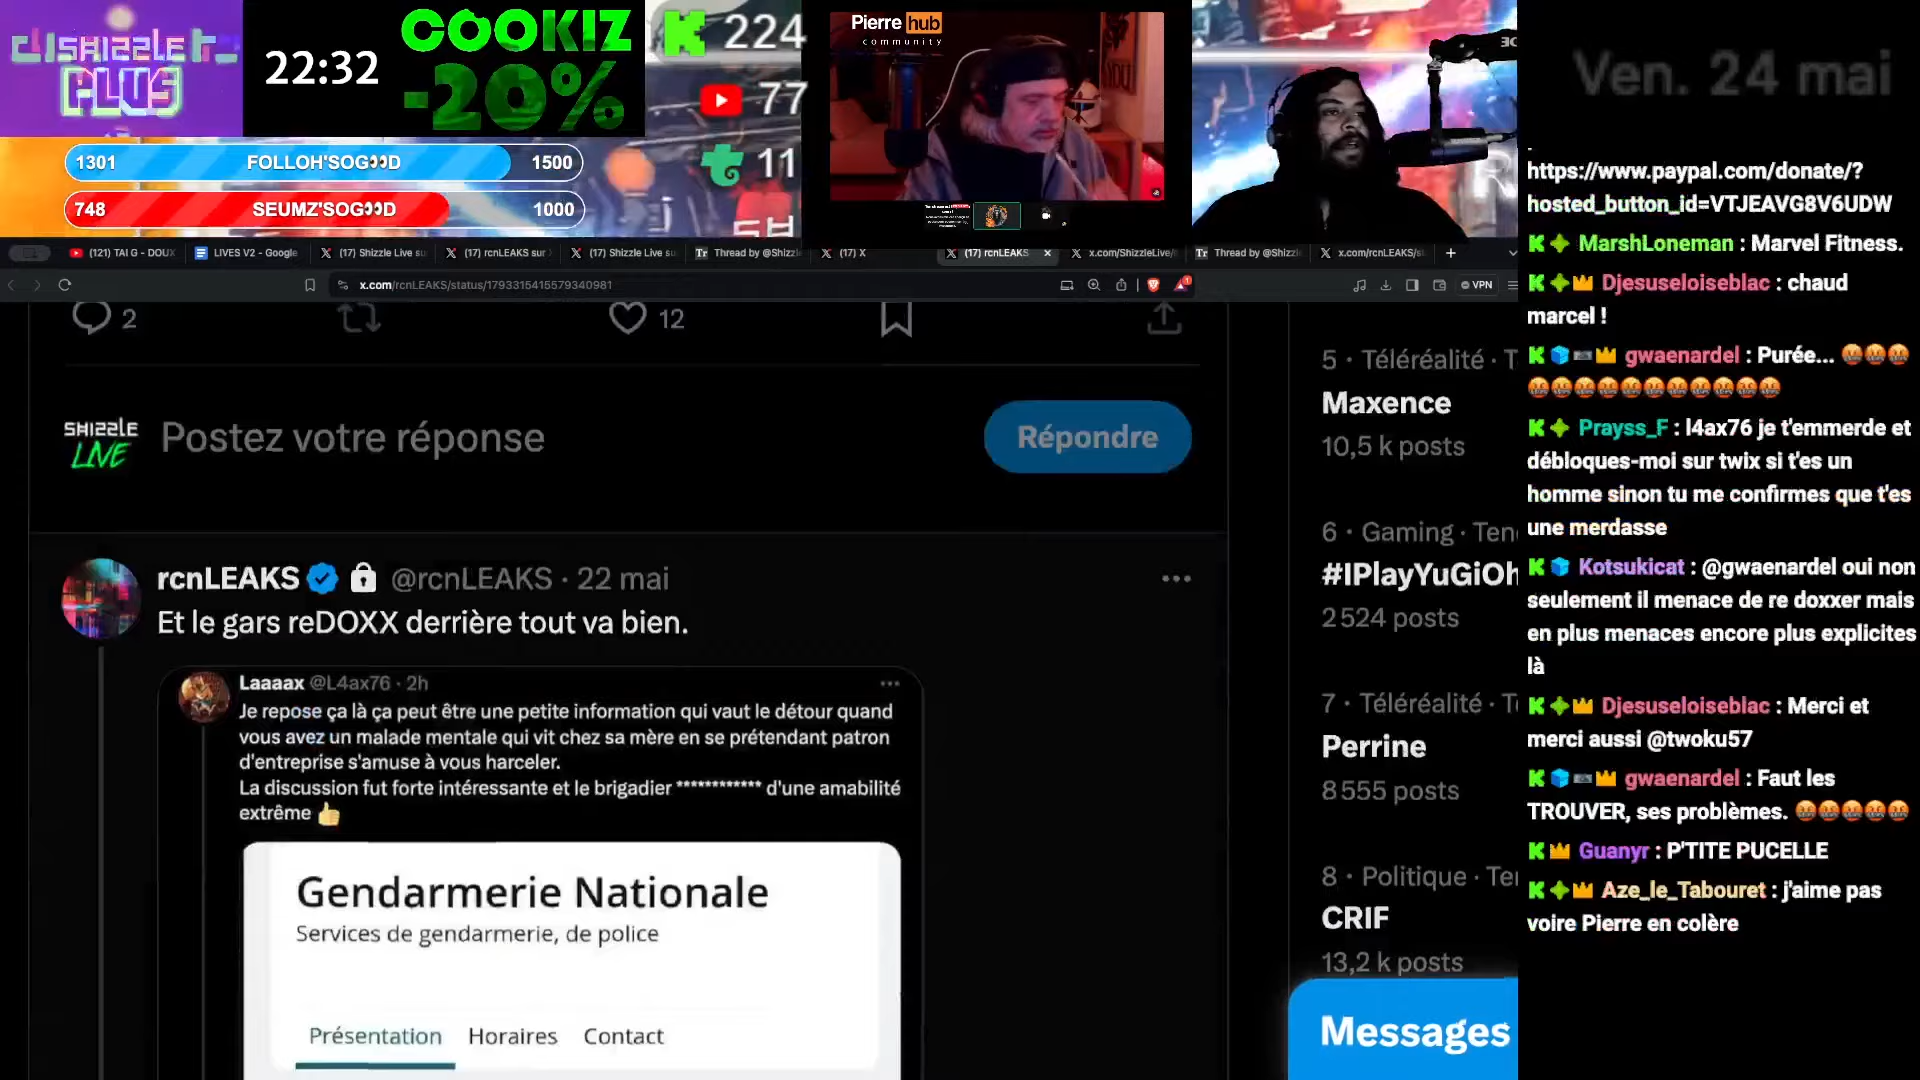 SHIZZLE
PLUS
22:32
COOKIZ
-20%
224
77
11
1301 FOLLOH'SOG👀D 1500
748 SEUMZ'SOG👀D 1000
Pierre hub
community
Ven. 24 mai
(121) TAI G - DOUX
LIVES V2 - Google
(17) Shizzle Live su
(17) rcnLEAKS sur
(17) Shizzle Live su
Thread by @Shizzle
(17) X
(17) rcnLEAKS
x.com/ShizzleLive/
Thread by @Shizzle
x.com/rcnLEAKS/s
x.com/rcnLEAKS/status/1793315415579340981
VPN
2
12
SHIZZLE
LIVE
Postez votre réponse
Répondre
rcnLEAKS @rcnLEAKS · 22 mai
Et le gars reDOXX derrière tout va bien.
Laaaax @L4ax76 · 2h
Je repose ça là ça peut être une petite information qui vaut le détour quand
vous avez un malade mentale qui vit chez sa mère en se prétendant patron
d'entreprise s'amuse à vous harceler.
La discussion fut forte intéressante et le brigadier ************ d'une amabilité
extrême 👍
Gendarmerie Nationale
Services de gendarmerie, de police
Présentation Horaires Contact
5 · Téléréalité · T
Maxence
10,5 k posts
6 · Gaming · Ten
#IPlayYuGiOh
2 524 posts
7 · Téléréalité · T
Perrine
8 555 posts
8 · Politique · Ten
CRIF
13,2 k posts
Messages
https://www.paypal.com/donate/?
hosted_button_id=VTJEAVG8V6UDW
MarshLoneman : Marvel Fitness.
Djesuseloiseblac : chaud
marcel !
gwaenardel : Purée... 🤬🤬🤬
🤬🤬🤬🤬🤬🤬🤬🤬🤬🤬🤬
Prayss_F : l4ax76 je t'emmerde et
débloques-moi sur twix si t'es un
homme sinon tu me confirmes que t'es
une merdasse
Kotsukicat : @gwaenardel oui non
seulement il menace de re doxxer mais
en plus menaces encore plus explicites
là
Djesuseloiseblac : Merci et
merci aussi @twoku57
gwaenardel : Faut les
TROUVER, ses problèmes. 🤬🤬🤬🤬🤬
Guanyr : P'TITE PUCELLE
Aze_le_Tabouret : j'aime pas
voire Pierre en colère